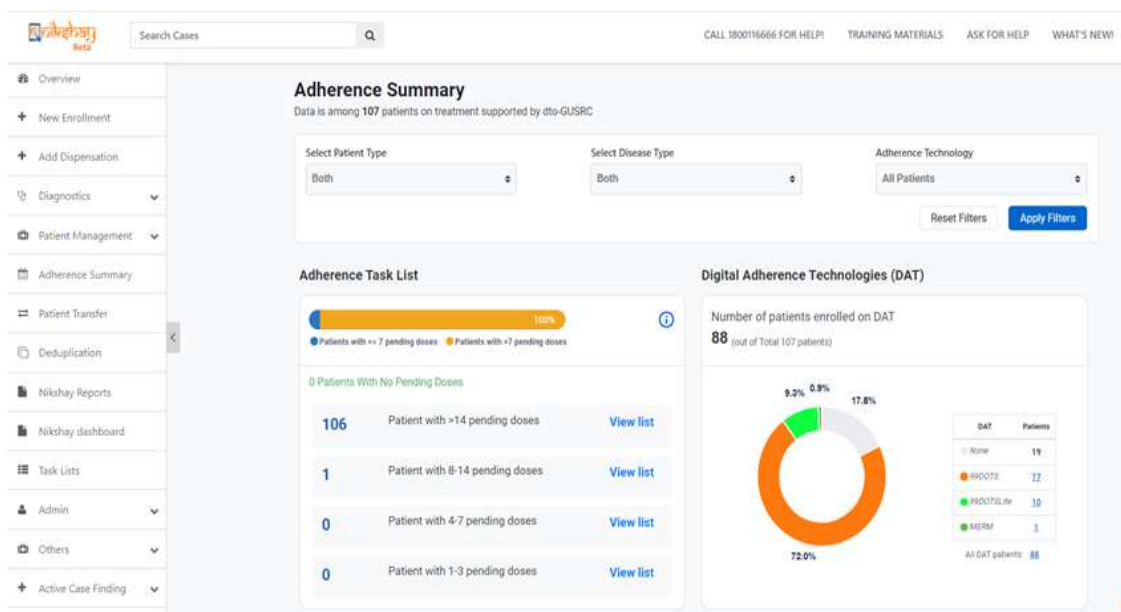 nikshay
Beta
Search Cases
CALL 1800116666 FOR HELP!
TRAINING MATERIALS
ASK FOR HELP
WHAT'S NEW!
Overview
New Enrollment
Add Dispensation
Diagnostics
Patient Management
Adherence Summary
Patient Transfer
Deduplication
Nikshay Reports
Nikshay dashboard
Task Lists
Admin
Others
Active Case Finding
Adherence Summary
Data is among 107 patients on treatment supported by dto-GUSRC
Select Patient Type
Both
Select Disease Type
Both
Adherence Technology
All Patients
Reset Filters
Apply Filters
Adherence Task List
100%
Patients with <= 7 pending doses
Patients with >7 pending doses
0 Patients With No Pending Doses
106 Patient with >14 pending doses View list
1 Patient with 8-14 pending doses View list
0 Patient with 4-7 pending doses View list
0 Patient with 1-3 pending doses View list
Digital Adherence Technologies (DAT)
Number of patients enrolled on DAT
88 (out of Total 107 patients)
9.3%
0.9%
17.8%
72.0%
DAT Patients
None 19
99DOTS 77
99DOTSLite 10
MERM 1
All DAT patients: 88